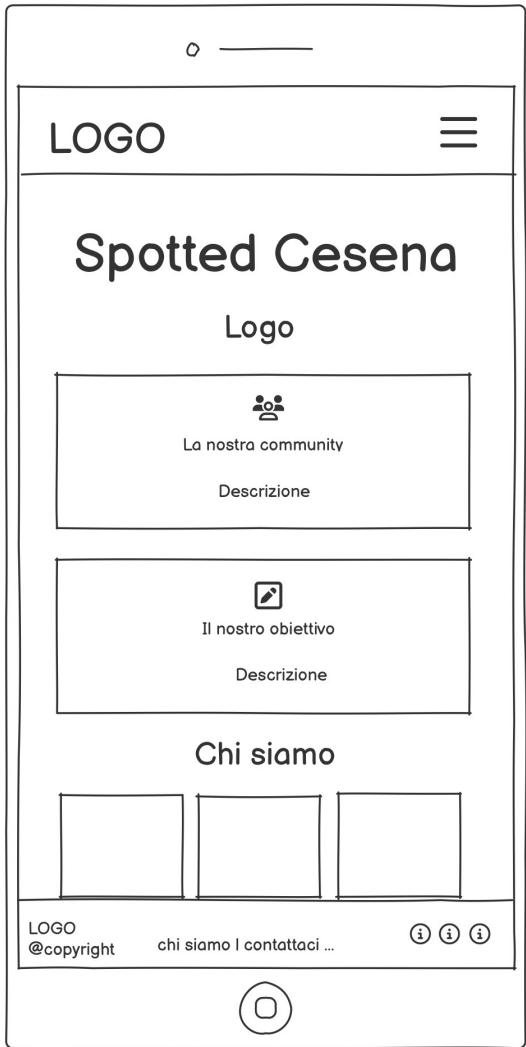 LOGO
Spotted Cesena
Logo
La nostra community
Descrizione
Il nostro obiettivo
Descrizione
Chi siamo
LOGO
@copyright
chi siamo | contattaci ...
i i i